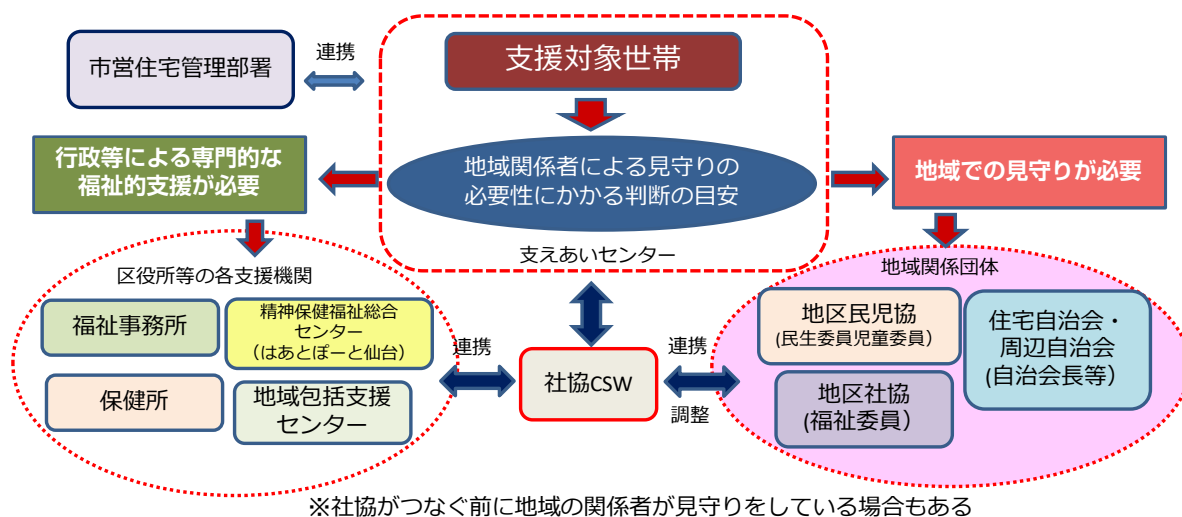 市営住宅管理部署
連携
支援対象世帯
行政等による専門的な
福祉的支援が必要
地域関係者による見守りの
必要性にかかる判断の目安
地域での見守りが必要
支えあいセンター
区役所等の各支援機関
福祉事務所
精神保健福祉総合
センター
(はあとぽーと仙台)
保健所
地域包括支援
センター
連携
社協CSW
連携
調整
地域関係団体
地区民児協
(民生委員児童委員)
住宅自治会・
周辺自治会
(自治会長等)
地区社協
(福祉委員)
※社協がつなぐ前に地域の関係者が見守りをしている場合もある